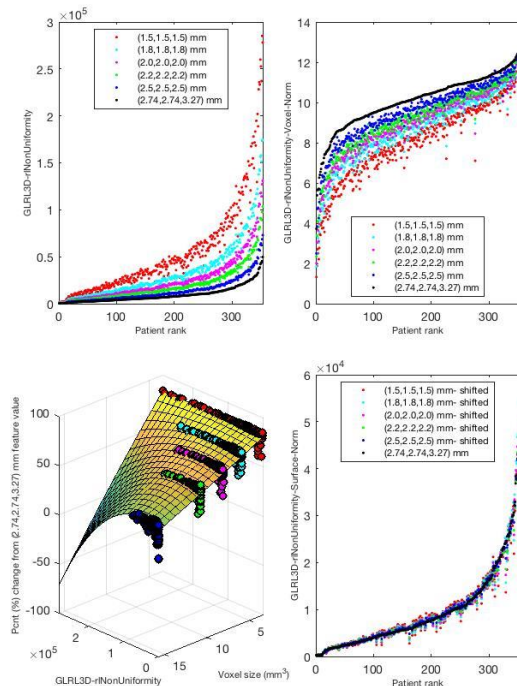 ×10⁵
3
2.5
2
1.5
1
0.5
0
0 100 200 300
GLRL3D-rlNonUniformity
Patient rank
(1.5,1.5,1.5) mm
(1.8,1.8,1.8) mm
(2.0,2.0,2.0) mm
(2.2,2.2,2.2) mm
(2.5,2.5,2.5) mm
(2.74,2.74,3.27) mm
14
12
10
8
6
4
2
0
0 100 200 300
GLRL3D-rlNonUniformity-Voxel-Norm
Patient rank
(1.5,1.5,1.5) mm
(1.8,1.8,1.8) mm
(2.0,2.0,2.0) mm
(2.2,2.2,2.2) mm
(2.5,2.5,2.5) mm
(2.74,2.74,3.27) mm
100
50
0
-50
-100
Pcnt (%) change from (2.74,2.74,3.27) mm feature value
×10⁵
2
1
0
GLRL3D-rlNonUniformity
15
10
5
Voxel size (mm³)
×10⁴
6
5
4
3
2
1
0
0 100 200 300
GLRL3D-rlNonUniformity-Surface-Norm
Patient rank
(1.5,1.5,1.5) mm- shifted
(1.8,1.8,1.8) mm- shifted
(2.0,2.0,2.0) mm- shifted
(2.2,2.2,2.2) mm- shifted
(2.5,2.5,2.5) mm- shifted
(2.74,2.74,3.27) mm